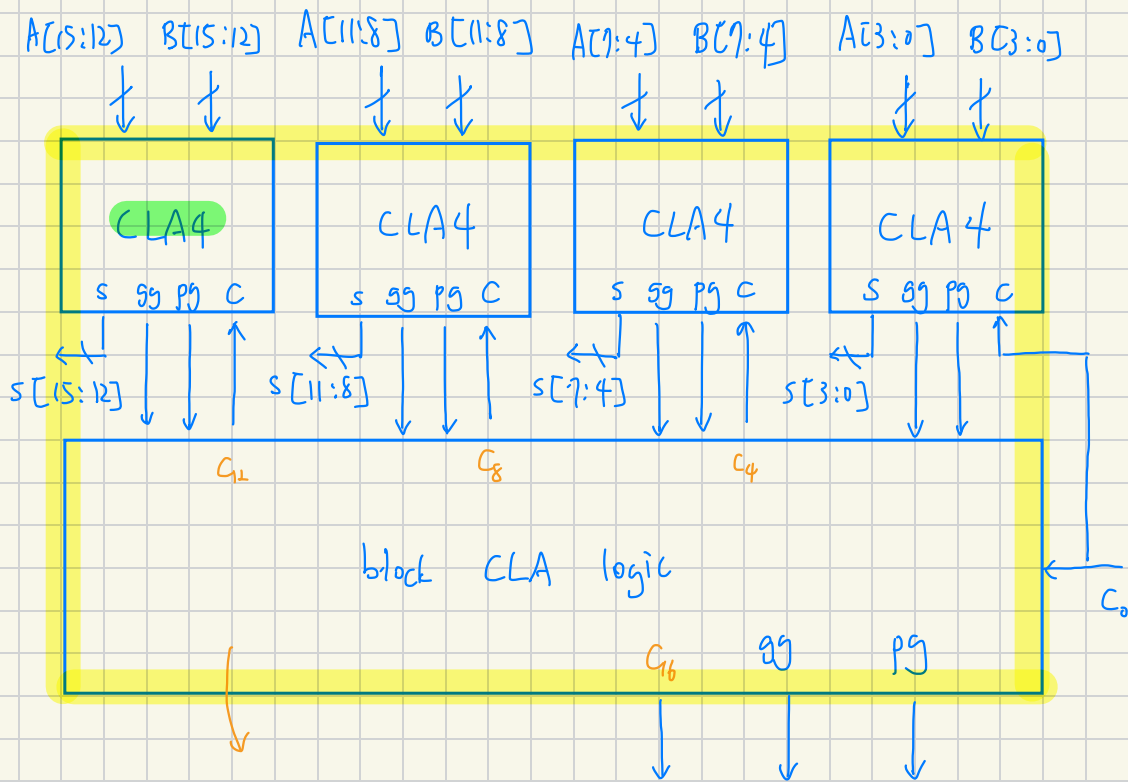 A[15:12] B[15:12] A[11:8] B[11:8] A[7:4] B[7:4] A[3:0] B[3:0]
CLA4 CLA4 CLA4 CLA4
s gg pg C s gg pg C s gg pg C s gg pg C
S[15:12] S[11:8] S[7:4] S[3:0]
C12 C8 C4
block CLA logic
C0
C16 gg pg